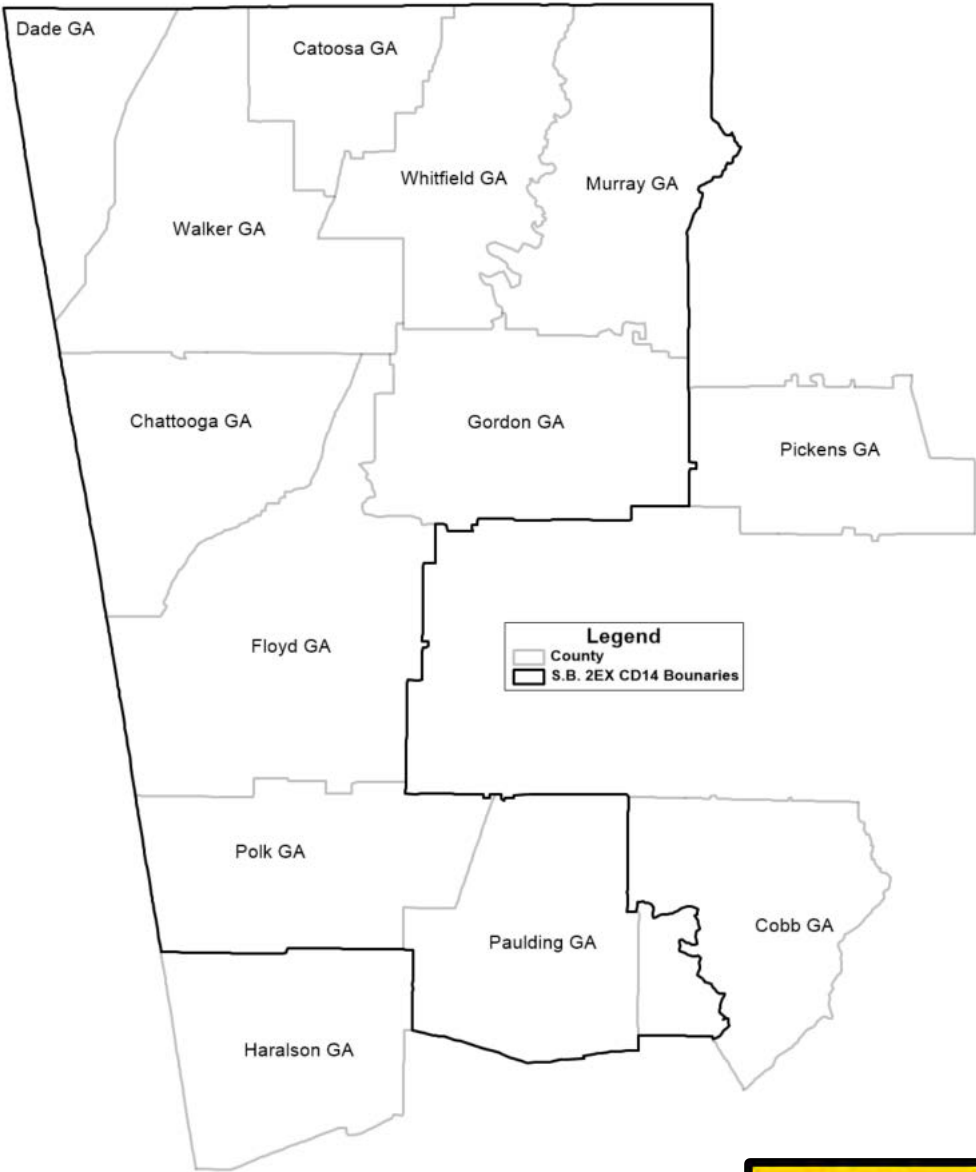 Dade GA
Catoosa GA
Whitfield GA
Murray GA
Walker GA
Chattooga GA
Gordon GA
Pickens GA
Floyd GA
Legend
County
S.B. 2EX CD14 Bounaries
Polk GA
Paulding GA
Cobb GA
Haralson GA